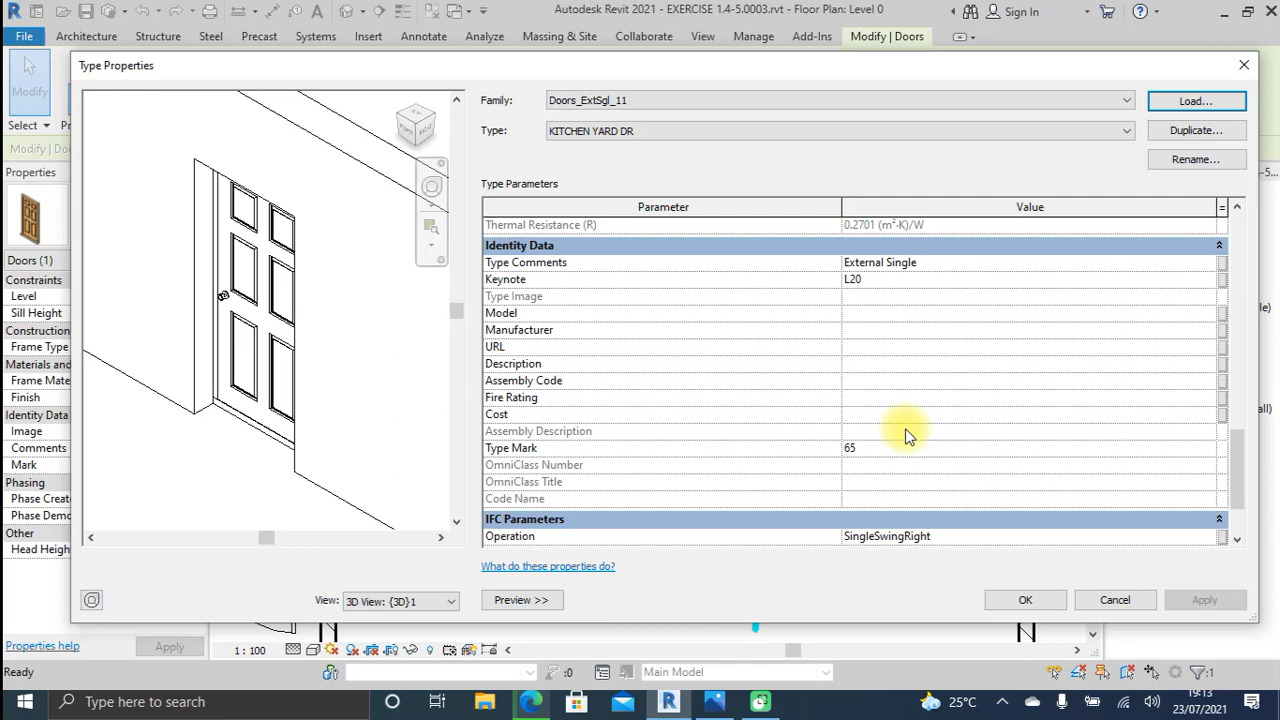 Autodesk Revit 2021 - EXERCISE 1.4-5.0003.rvt - Floor Plan: Level 0
Sign In
File
Architecture
Structure
Steel
Precast
Systems
Insert
Annotate
Analyze
Massing & Site
Collaborate
View
Manage
Add-Ins
Modify | Doors
Modify
Select
Modify | Do
Properties
Doors (1)
Constraints
Level
Sill Height
Construction
Frame Type
Materials and
Frame Mate
Finish
Identity Data
Image
Comments
Mark
Phasing
Phase Create
Phase Demo
Other
Head Heigh
Properties help
Apply
Type Properties
Family:
Doors_ExtSgl_11
Load...
Type:
KITCHEN YARD DR
Duplicate...
Rename...
Type Parameters
Parameter
Value
=
Thermal Resistance (R)
0.2701 (m²·K)/W
Identity Data
Type Comments
External Single
Keynote
L20
Type Image
Model
Manufacturer
URL
Description
Assembly Code
Fire Rating
Cost
Assembly Description
Type Mark
65
OmniClass Number
OmniClass Title
Code Name
IFC Parameters
Operation
SingleSwingRight
What do these properties do?
View:
3D View: {3D}1
Preview >>
OK
Cancel
Apply
1 : 100
Ready
:0
Main Model
:1
Type here to search
25°C
19:13
23/07/2021